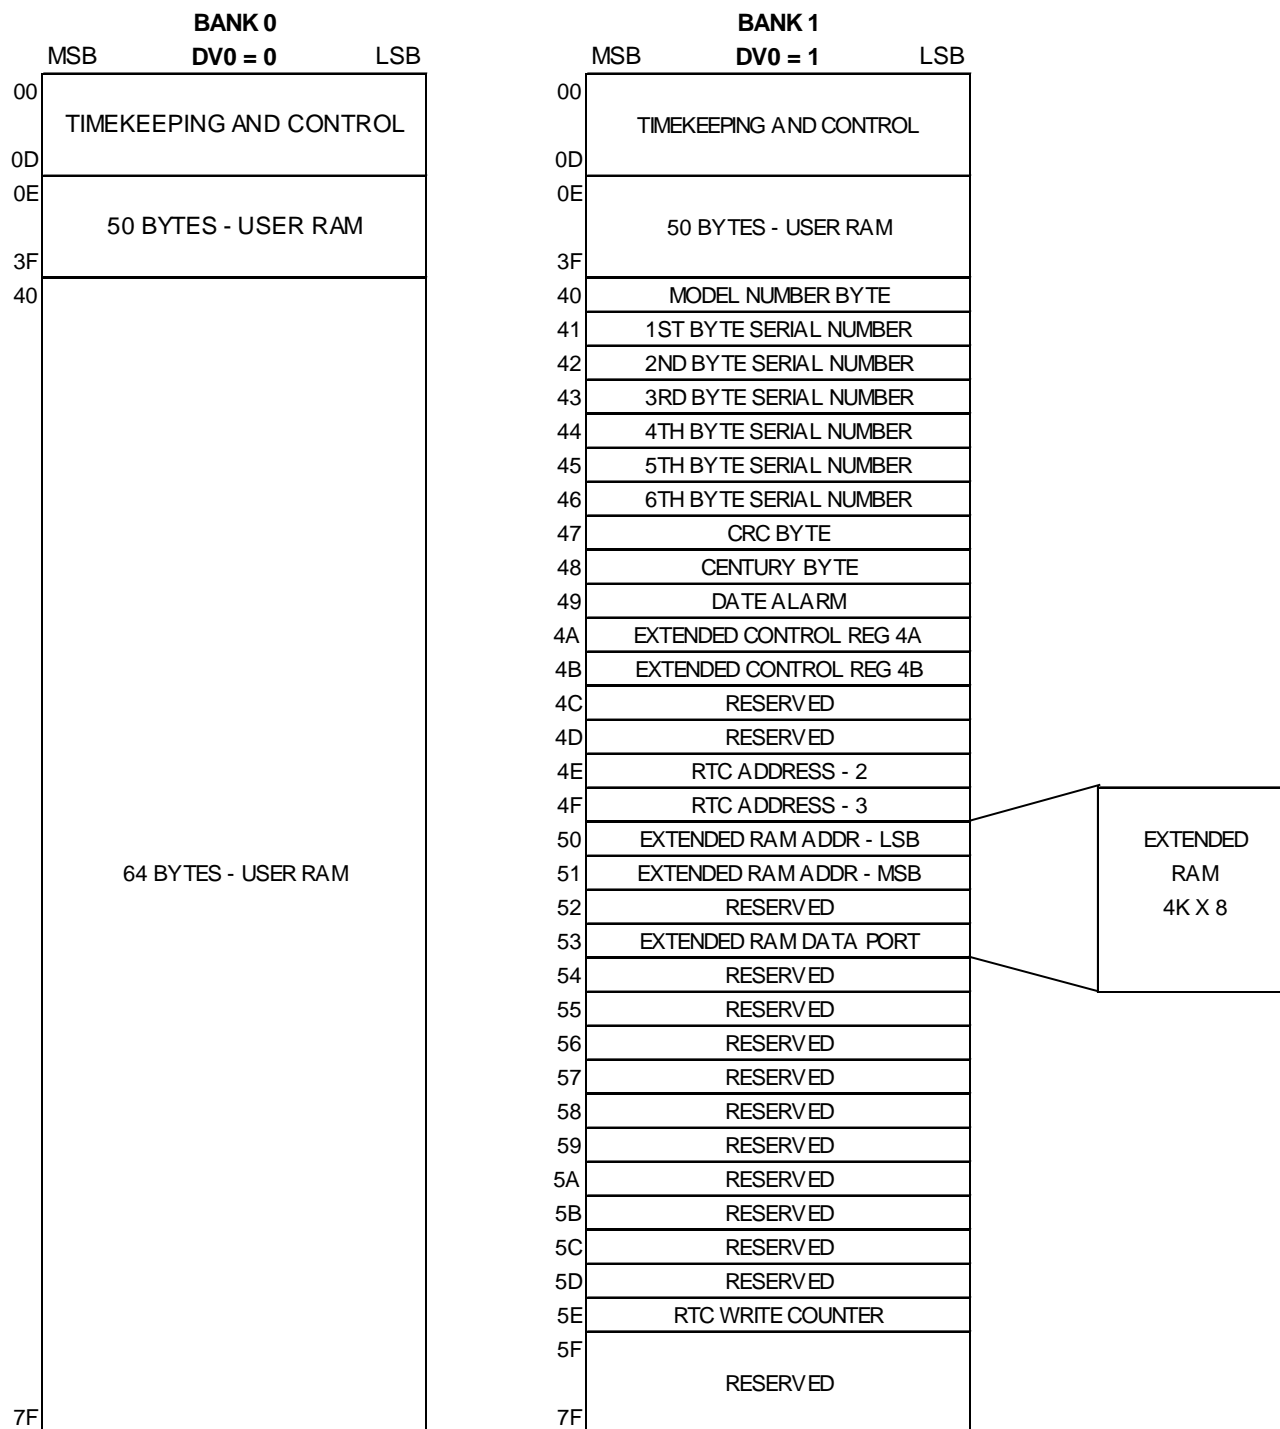 BANK 0
MSB DV0 = 0 LSB
00
TIMEKEEPING AND CONTROL
0D
0E
50 BYTES - USER RAM
3F
40
64 BYTES - USER RAM
7F
BANK 1
MSB DV0 = 1 LSB
00
TIMEKEEPING AND CONTROL
0D
0E
50 BYTES - USER RAM
3F
40 MODEL NUMBER BYTE
41 1ST BYTE SERIAL NUMBER
42 2ND BYTE SERIAL NUMBER
43 3RD BYTE SERIAL NUMBER
44 4TH BYTE SERIAL NUMBER
45 5TH BYTE SERIAL NUMBER
46 6TH BYTE SERIAL NUMBER
47 CRC BYTE
48 CENTURY BYTE
49 DATE ALARM
4A EXTENDED CONTROL REG 4A
4B EXTENDED CONTROL REG 4B
4C RESERVED
4D RESERVED
4E RTC ADDRESS - 2
4F RTC ADDRESS - 3
50 EXTENDED RAM ADDR - LSB
51 EXTENDED RAM ADDR - MSB
52 RESERVED
53 EXTENDED RAM DATA PORT
54 RESERVED
55 RESERVED
56 RESERVED
57 RESERVED
58 RESERVED
59 RESERVED
5A RESERVED
5B RESERVED
5C RESERVED
5D RESERVED
5E RTC WRITE COUNTER
5F
RESERVED
7F
EXTENDED
RAM
4K X 8